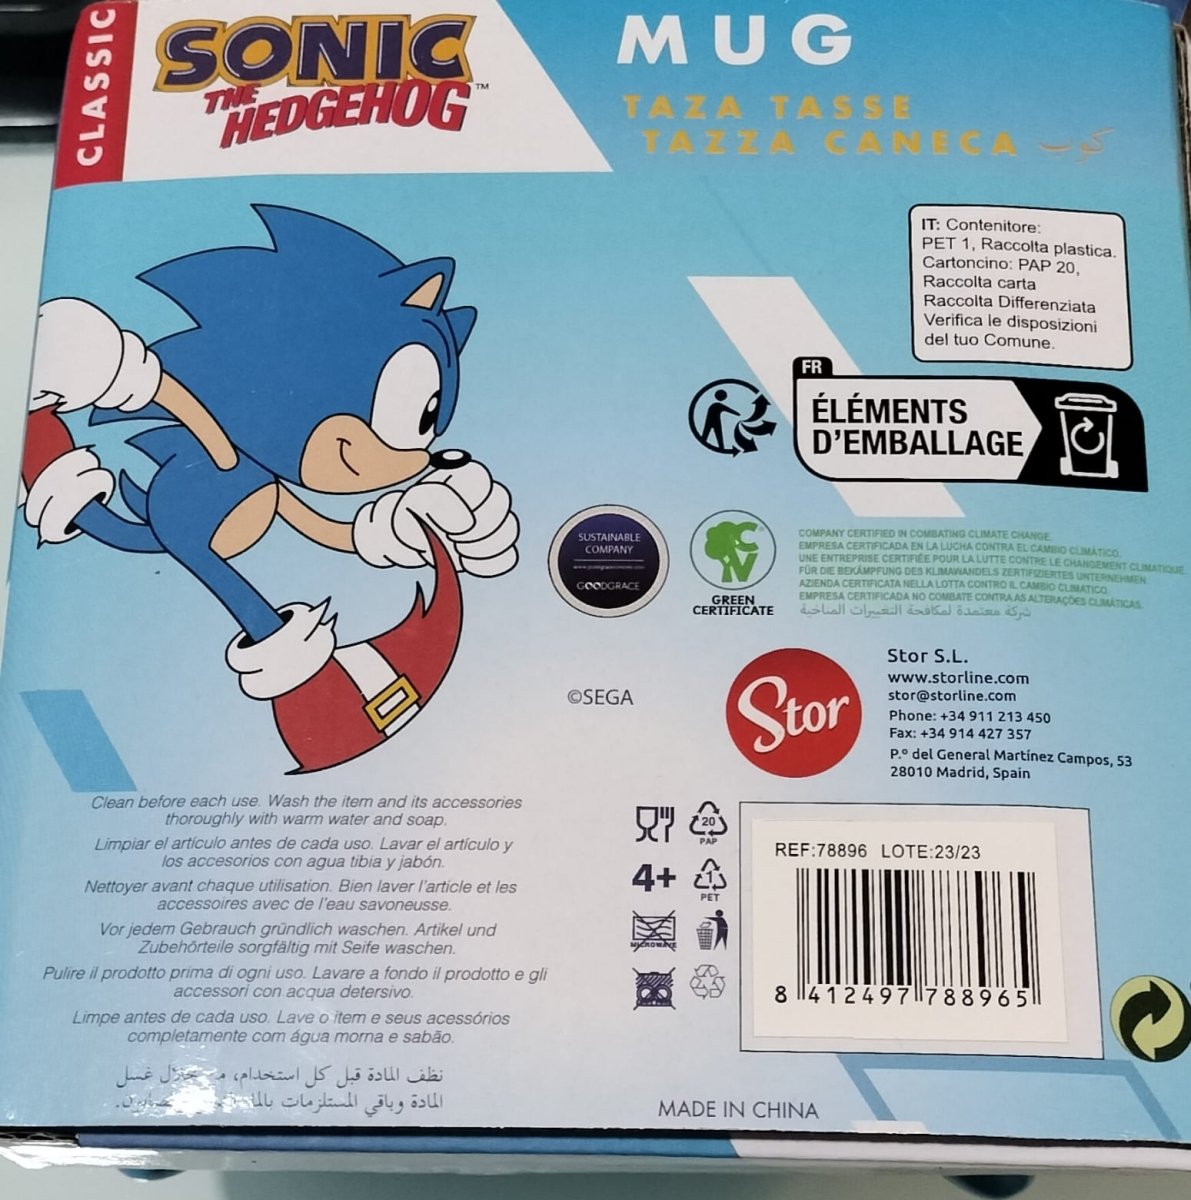 CLASSIC
SONIC
THE
HEDGEHOG™
MUG
TAZA TASSE
TAZZA CANECA كوب
IT: Contenitore:
PET 1, Raccolta plastica.
Cartoncino: PAP 20,
Raccolta carta
Raccolta Differenziata
Verifica le disposizioni
del tuo Comune.
FR
ÉLÉMENTS
D'EMBALLAGE
SUSTAINABLE
COMPANY
GOODGRACE
CV
GREEN
CERTIFICATE
COMPANY CERTIFIED IN COMBATING CLIMATE CHANGE.
EMPRESA CERTIFICADA EN LA LUCHA CONTRA EL CAMBIO CLIMÁTICO.
UNE ENTREPRISE CERTIFIÉE POUR LA LUTTE CONTRE LE CHANGEMENT CLIMATIQUE
FÜR DIE BEKÄMPFUNG DES KLIMAWANDELS ZERTIFIZIERTES UNTERNEHMEN.
AZIENDA CERTIFICATA NELLA LOTTA CONTRO IL CAMBIO CLIMATICO.
EMPRESA CERTIFICADA NO COMBATE CONTRA AS ALTERAÇÕES CLIMÁTICAS.
شركة معتمدة لمكافحة التغييرات المناخية
©SEGA
Stor
Stor S.L.
www.storline.com
stor@storline.com
Phone: +34 911 213 450
Fax: +34 914 427 357
P.º del General Martínez Campos, 53
28010 Madrid, Spain
Clean before each use. Wash the item and its accessories
thoroughly with warm water and soap.
Limpiar el artículo antes de cada uso. Lavar el artículo y
los accesorios con agua tibia y jabón.
Nettoyer avant chaque utilisation. Bien laver l'article et les
accessoires avec de l'eau savoneusse.
Vor jedem Gebrauch gründlich waschen. Artikel und
Zubehörteile sorgfältig mit Seife waschen.
Pulire il prodotto prima di ogni uso. Lavare a fondo il prodotto e gli
accessori con acqua detersivo.
Limpe antes de cada uso. Lave o item e seus acessórios
completamente com água morna e sabão.
نظف المادة قبل كل استخدام، غسل
المادة وباقي المستلزمات
20
PAP
4+
1
PET
MICROWAVE
REF:78896 LOTE:23/23
8 412497 788965
MADE IN CHINA